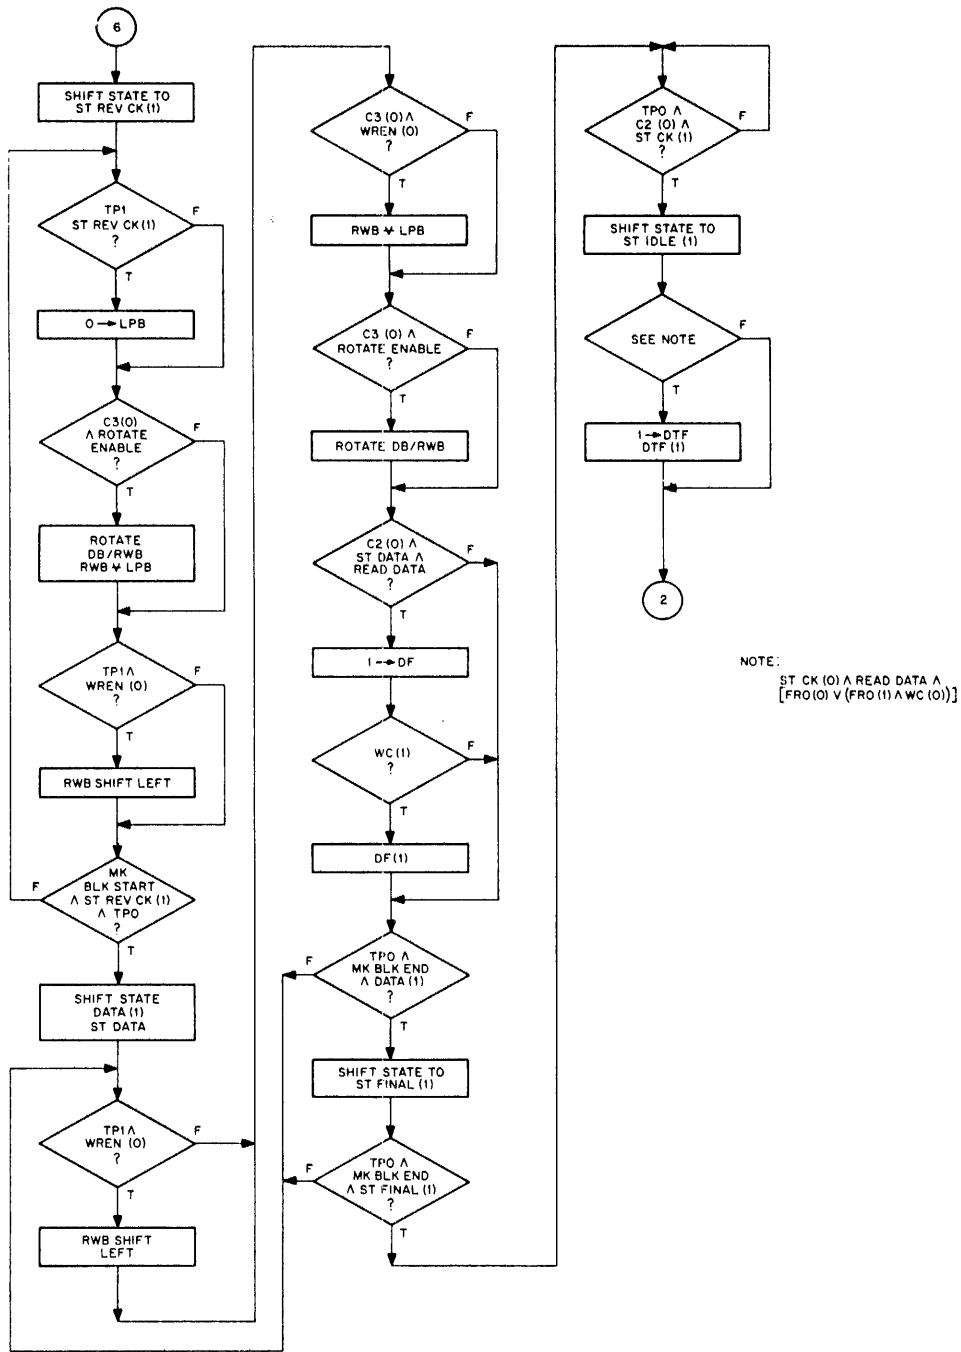 6
SHIFT STATE TO
ST REV CK(1)
TP1
ST REV CK(1)
?
F
T
0→LPB
C3(0)
∧ ROTATE
ENABLE
?
F
T
ROTATE
DB/RWB
RWB ⩝ LPB
TP1∧
WREN (0)
?
F
T
RWB SHIFT LEFT
MK
BLK START
∧ ST REV CK(1)
∧ TPO
?
F
T
SHIFT STATE
DATA(1)
ST DATA
TP1∧
WREN (0)
?
F
T
RWB SHIFT
LEFT
C3(0)∧
WREN (0)
?
F
T
RWB ⩝ LPB
C3(0) ∧
ROTATE ENABLE
?
F
T
ROTATE DB/RWB
C2(0) ∧
ST DATA ∧
READ DATA
?
F
T
1→DF
WC(1)
?
F
T
DF(1)
TPO ∧
MK BLK END
∧ DATA(1)
?
F
T
SHIFT STATE TO
ST FINAL (1)
TPO ∧
MK BLK END
∧ ST FINAL (1)
?
F
T
TPO ∧
C2 (0) ∧
ST CK (1)
?
F
T
SHIFT STATE TO
ST IDLE (1)
SEE NOTE
F
T
1→DTF
DTF(1)
2
NOTE:
ST CK (0) ∧ READ DATA ∧
[FRO(0) ∨ (FRO(1) ∧ WC(0))]